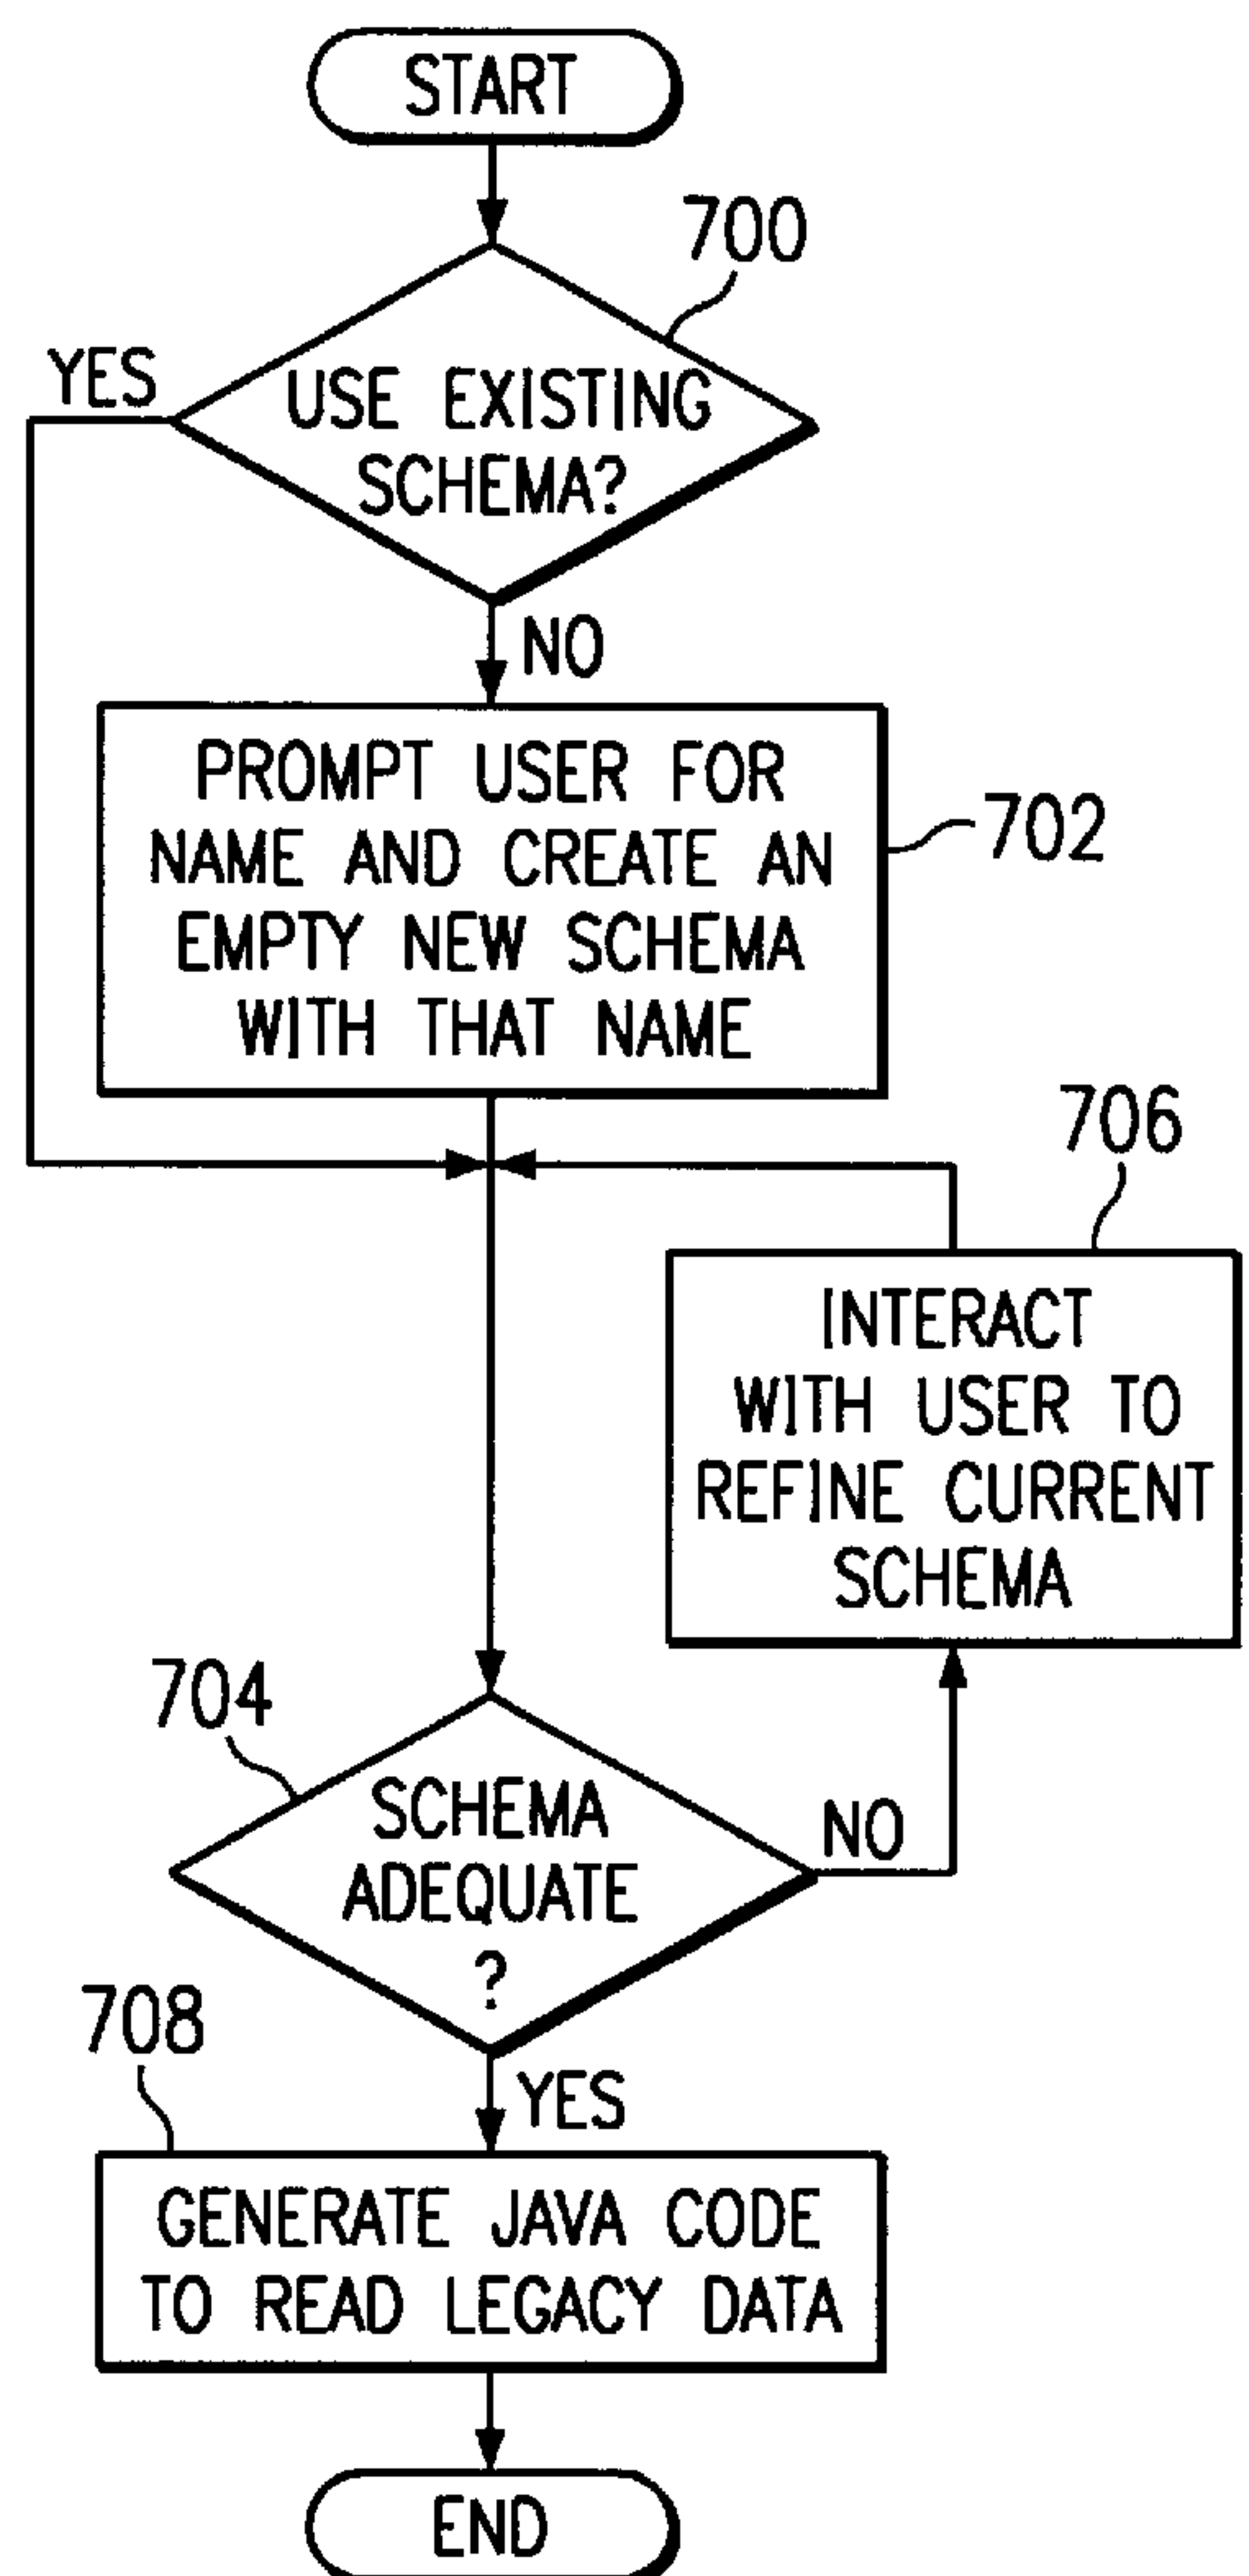 START
700
YES
USE EXISTING
SCHEMA?
NO
PROMPT USER FOR
NAME AND CREATE AN
EMPTY NEW SCHEMA
WITH THAT NAME
702
706
INTERACT
WITH USER TO
REFINE CURRENT
SCHEMA
704
SCHEMA
ADEQUATE
?
NO
708
YES
GENERATE JAVA CODE
TO READ LEGACY DATA
END